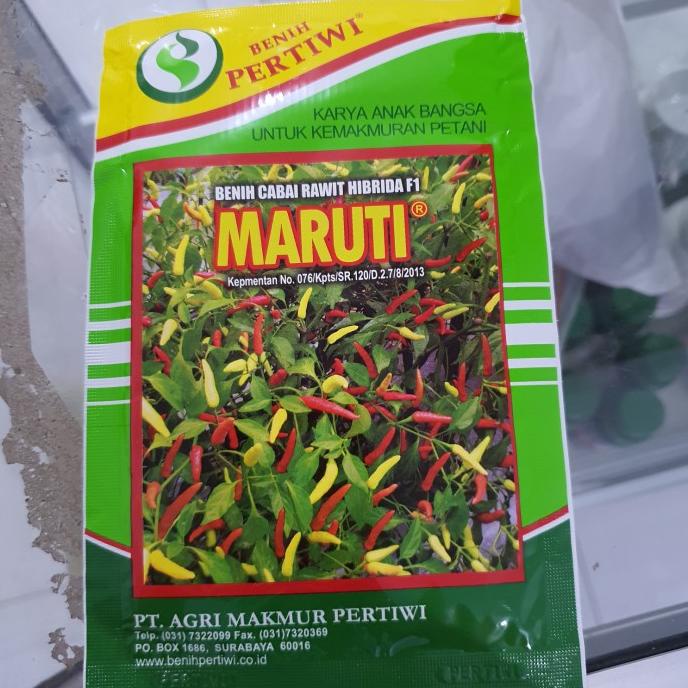 BENIH
PERTIWI®
KARYA ANAK BANGSA
UNTUK KEMAKMURAN PETANI
BENIH CABAI RAWIT HIBRIDA F1
MARUTI®
Kepmentan No. 076/Kpts/SR.120/D.2.7/8/2013
PT. AGRI MAKMUR PERTIWI
Telp. (031) 7322099 Fax. (031)7320369
PO. BOX 1686, SURABAYA 60016
www.benihpertiwi.co.id
PERTIWI
PERTIWI